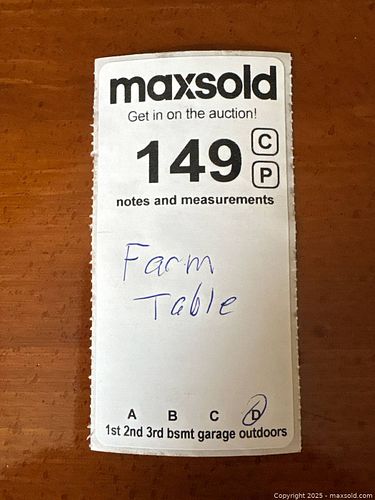 maxsold
Get in on the auction!
149 C
P
notes and measurements
Farm
Table
A B C D
1st 2nd 3rd bsmt garage outdoors
Copyright 2025 - maxsold.com